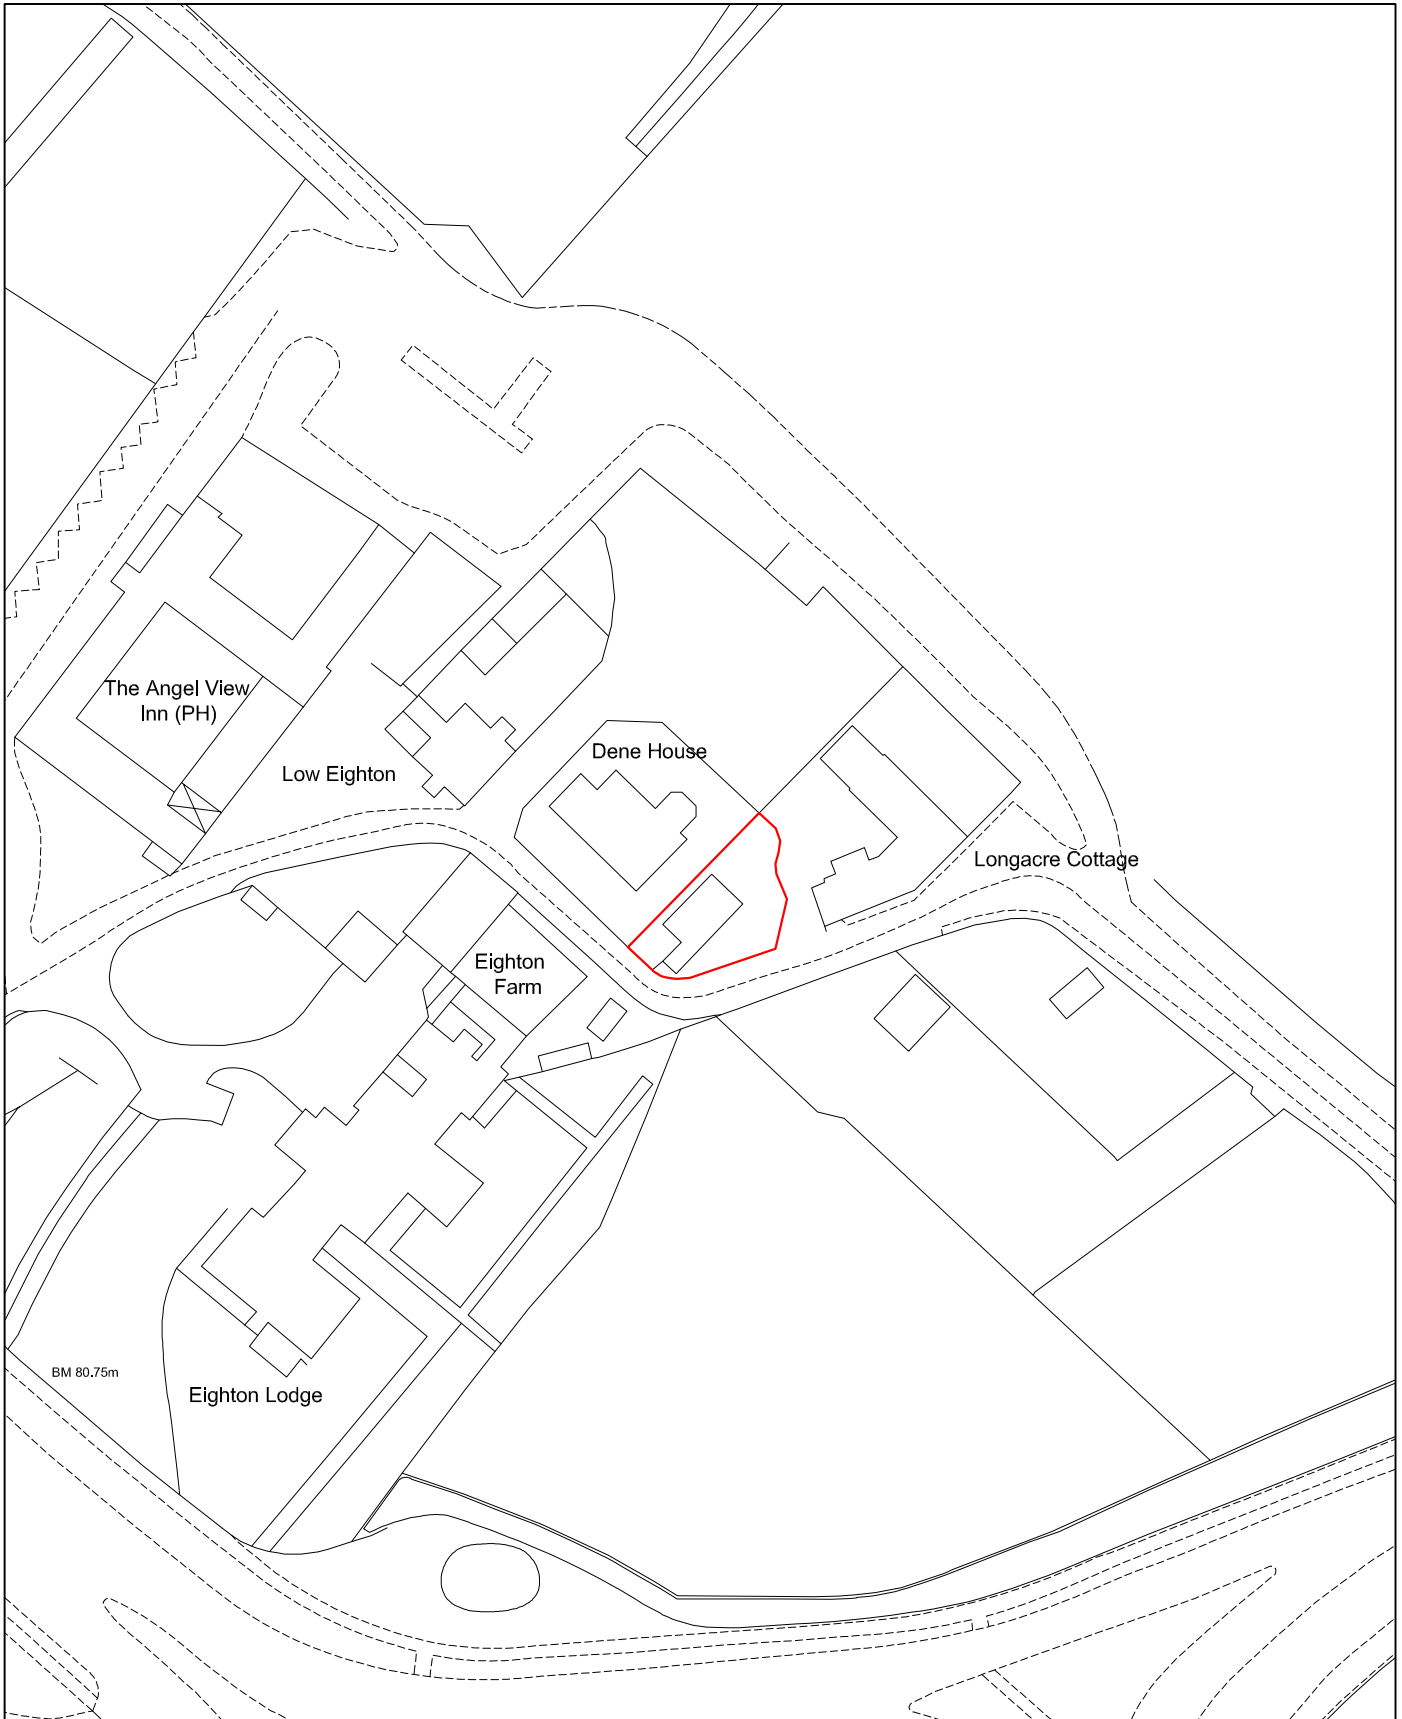 The Angel View
Inn (PH)
Dene House
Low Eighton
Longacre Cottage
Eighton
Farm
BM 80.75m
Eighton Lodge